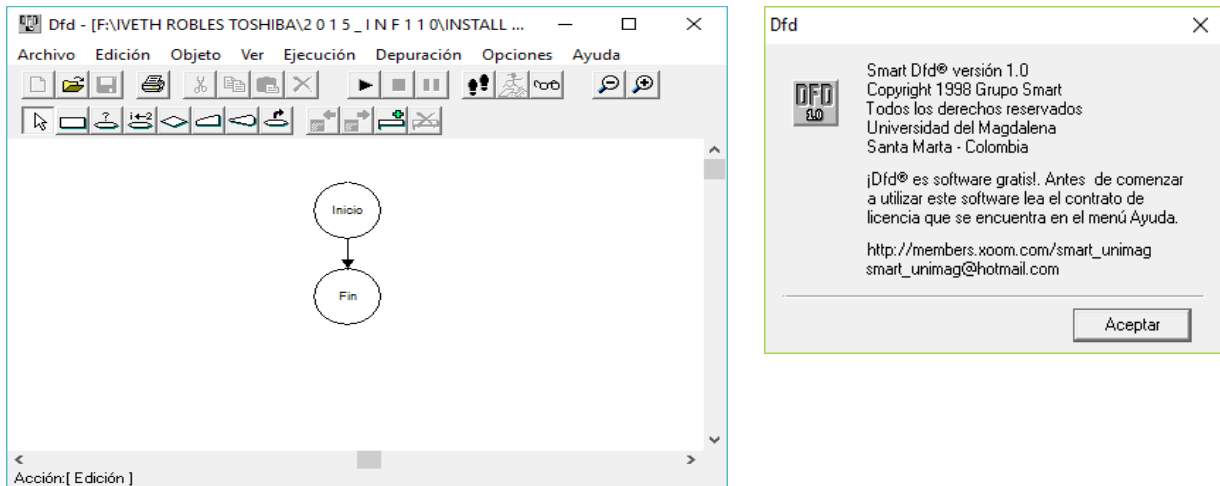 Dfd - [F:\IVETH ROBLES TOSHIBA\2 0 1 5 _ I N F 1 1 0\INSTALL ...
Archivo Edición Objeto Ver Ejecución Depuración Opciones Ayuda
Inicio
Fin
Acción:[ Edición ]
Dfd
DFD
1.0
Smart Dfd® versión 1.0
Copyright 1998 Grupo Smart
Todos los derechos reservados
Universidad del Magdalena
Santa Marta - Colombia
¡Dfd® es software gratis!. Antes de comenzar
a utilizar este software lea el contrato de
licencia que se encuentra en el menú Ayuda.
http://members.xoom.com/smart_unimag
smart_unimag@hotmail.com
Aceptar